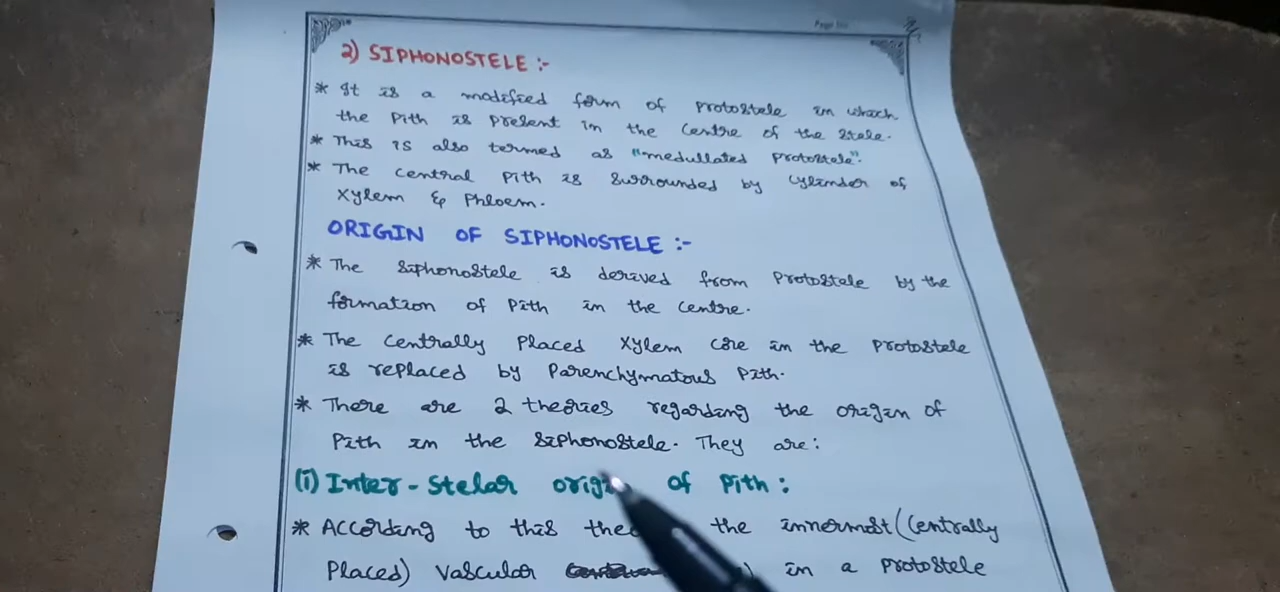 Page No
2) SIPHONOSTELE :-
* It is a modified form of Protostele in which
the Pith is Present in the Centre of the Stele.
* This is also termed as "medullated Protostele".
* The Central Pith is Surrounded by Cylinder of
Xylem & Phloem.
ORIGIN OF SIPHONOSTELE :-
* The Siphonostele is derived from Protostele by the
formation of Pith in the Centre.
* The Centrally Placed Xylem Core in the Protostele
is replaced by Parenchymatous Pith.
* There are 2 theories regarding the origin of
Pith in the Siphonostele. They are:
(i) Inter-Stelar of Pith:
* According to this the innermost (Centrally
Placed) Vascular in a Protostele